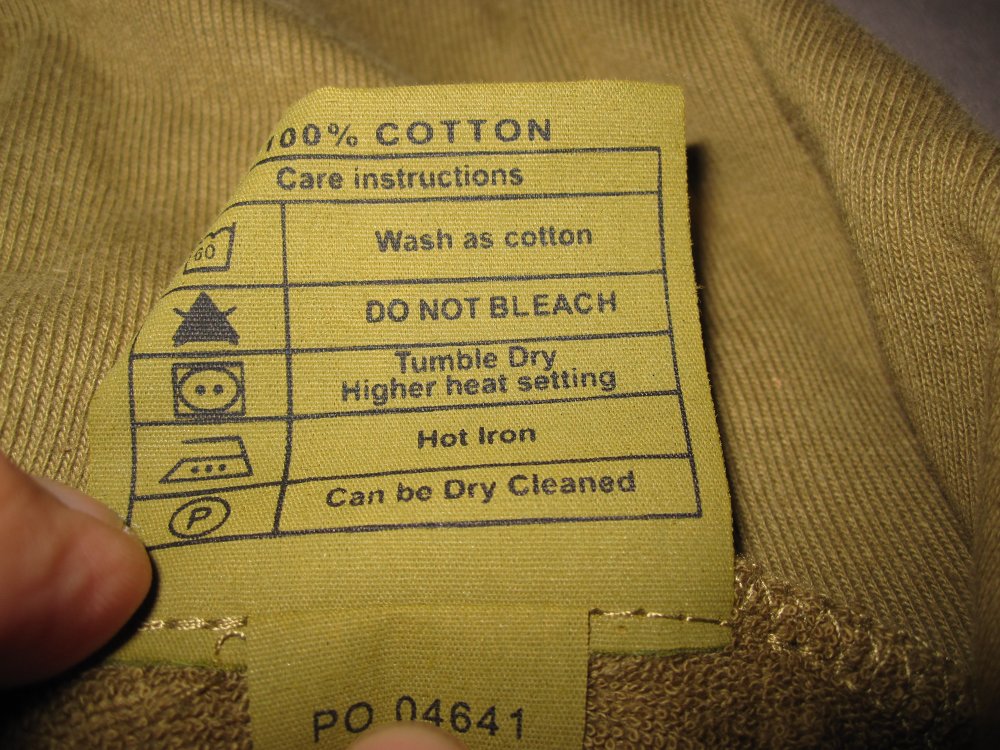 100% COTTON
Care instructions
60
Wash as cotton
DO NOT BLEACH
Tumble Dry
Higher heat setting
Hot Iron
P
Can be Dry Cleaned
PO 04641